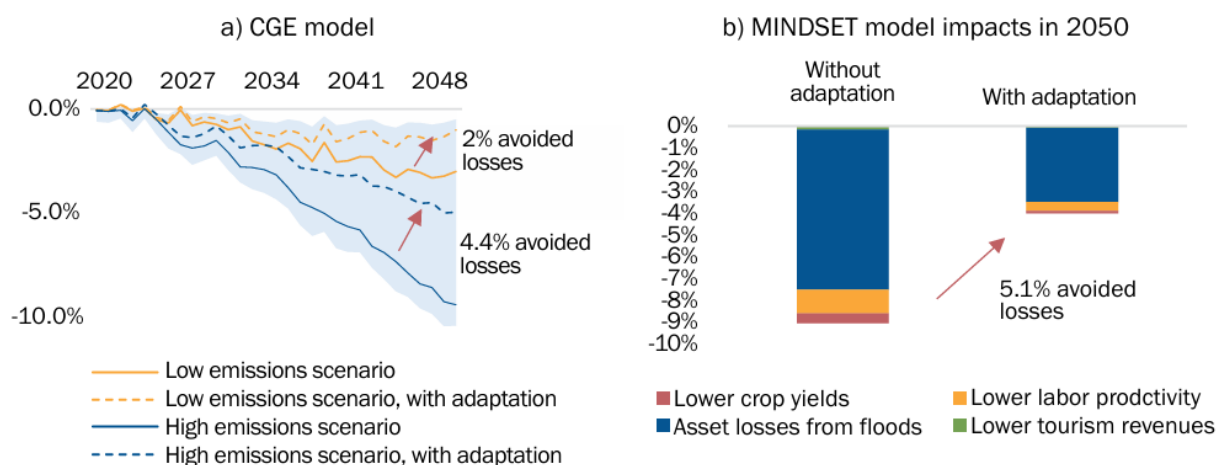 a) CGE model
2020 2027 2034 2041 2048
0.0%
-5.0%
-10.0%
2% avoided
losses
4.4% avoided
losses
Low emissions scenario
Low emissions scenario, with adaptation
High emissions scenario
High emissions scenario, with adaptation
b) MINDSET model impacts in 2050
Without
adaptation
With adaptation
0%
-1%
-2%
-3%
-4%
-5%
-6%
-7%
-8%
-9%
-10%
5.1% avoided
losses
Lower crop yields
Lower labor prodctivity
Asset losses from floods
Lower tourism revenues